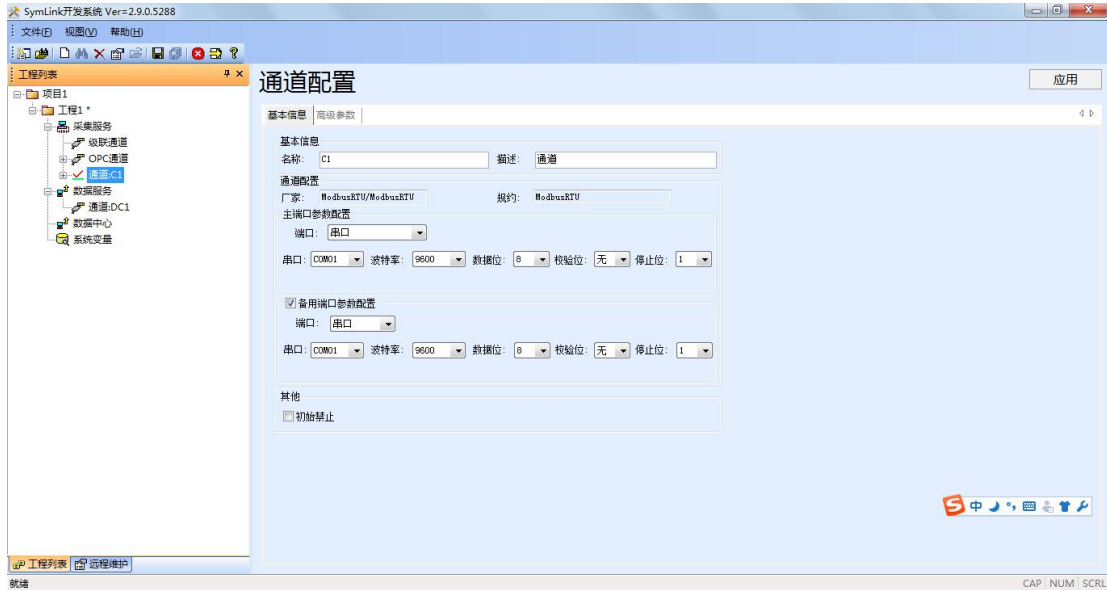 SymLink开发系统 Ver=2.9.0.5288
文件(F) 视图(V) 帮助(H)
工程列表
项目1
工程1 *
采集服务
级联通道
OPC通道
通道:C1
数据服务
通道:DC1
数据中心
系统变量
工程列表 远程维护
通道配置 应用
基本信息 高级参数
基本信息
名称: C1 描述: 通道
通道配置
厂家: ModbusRTU/ModbusRTU 规约: ModbusRTU
主端口参数配置
端口: 串口
串口: COM01 波特率: 9600 数据位: 8 校验位: 无 停止位: 1
备用端口参数配置
端口: 串口
串口: COM01 波特率: 9600 数据位: 8 校验位: 无 停止位: 1
其他
初始禁止
中
就绪 CAP NUM SCRL